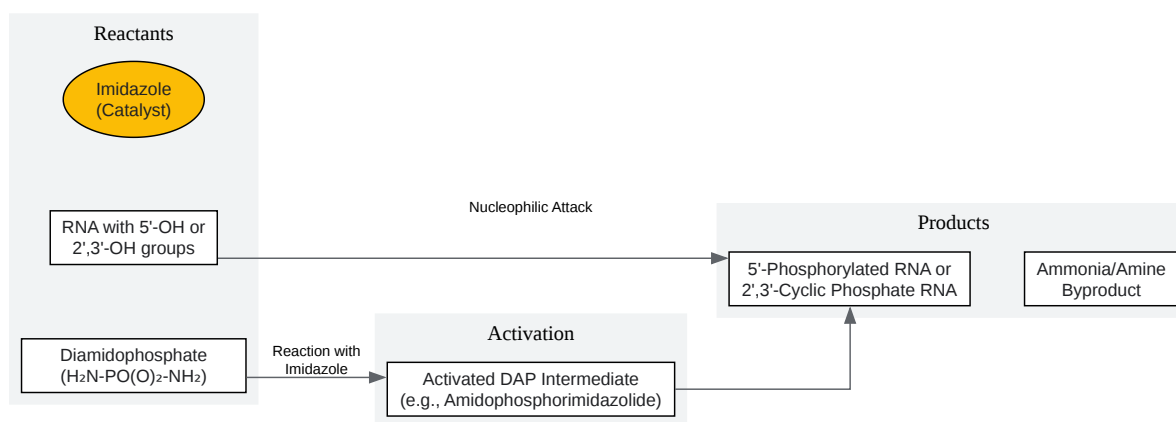 Reactants
Imidazole
(Catalyst)
RNA with 5'-OH or
2',3'-OH groups
Diamidophosphate
(H₂N-PO(O)₂-NH₂)
Nucleophilic Attack
Reaction with
Imidazole
Activation
Activated DAP Intermediate
(e.g., Amidophosphorimidazolide)
Products
5'-Phosphorylated RNA or
2',3'-Cyclic Phosphate RNA
Ammonia/Amine
Byproduct